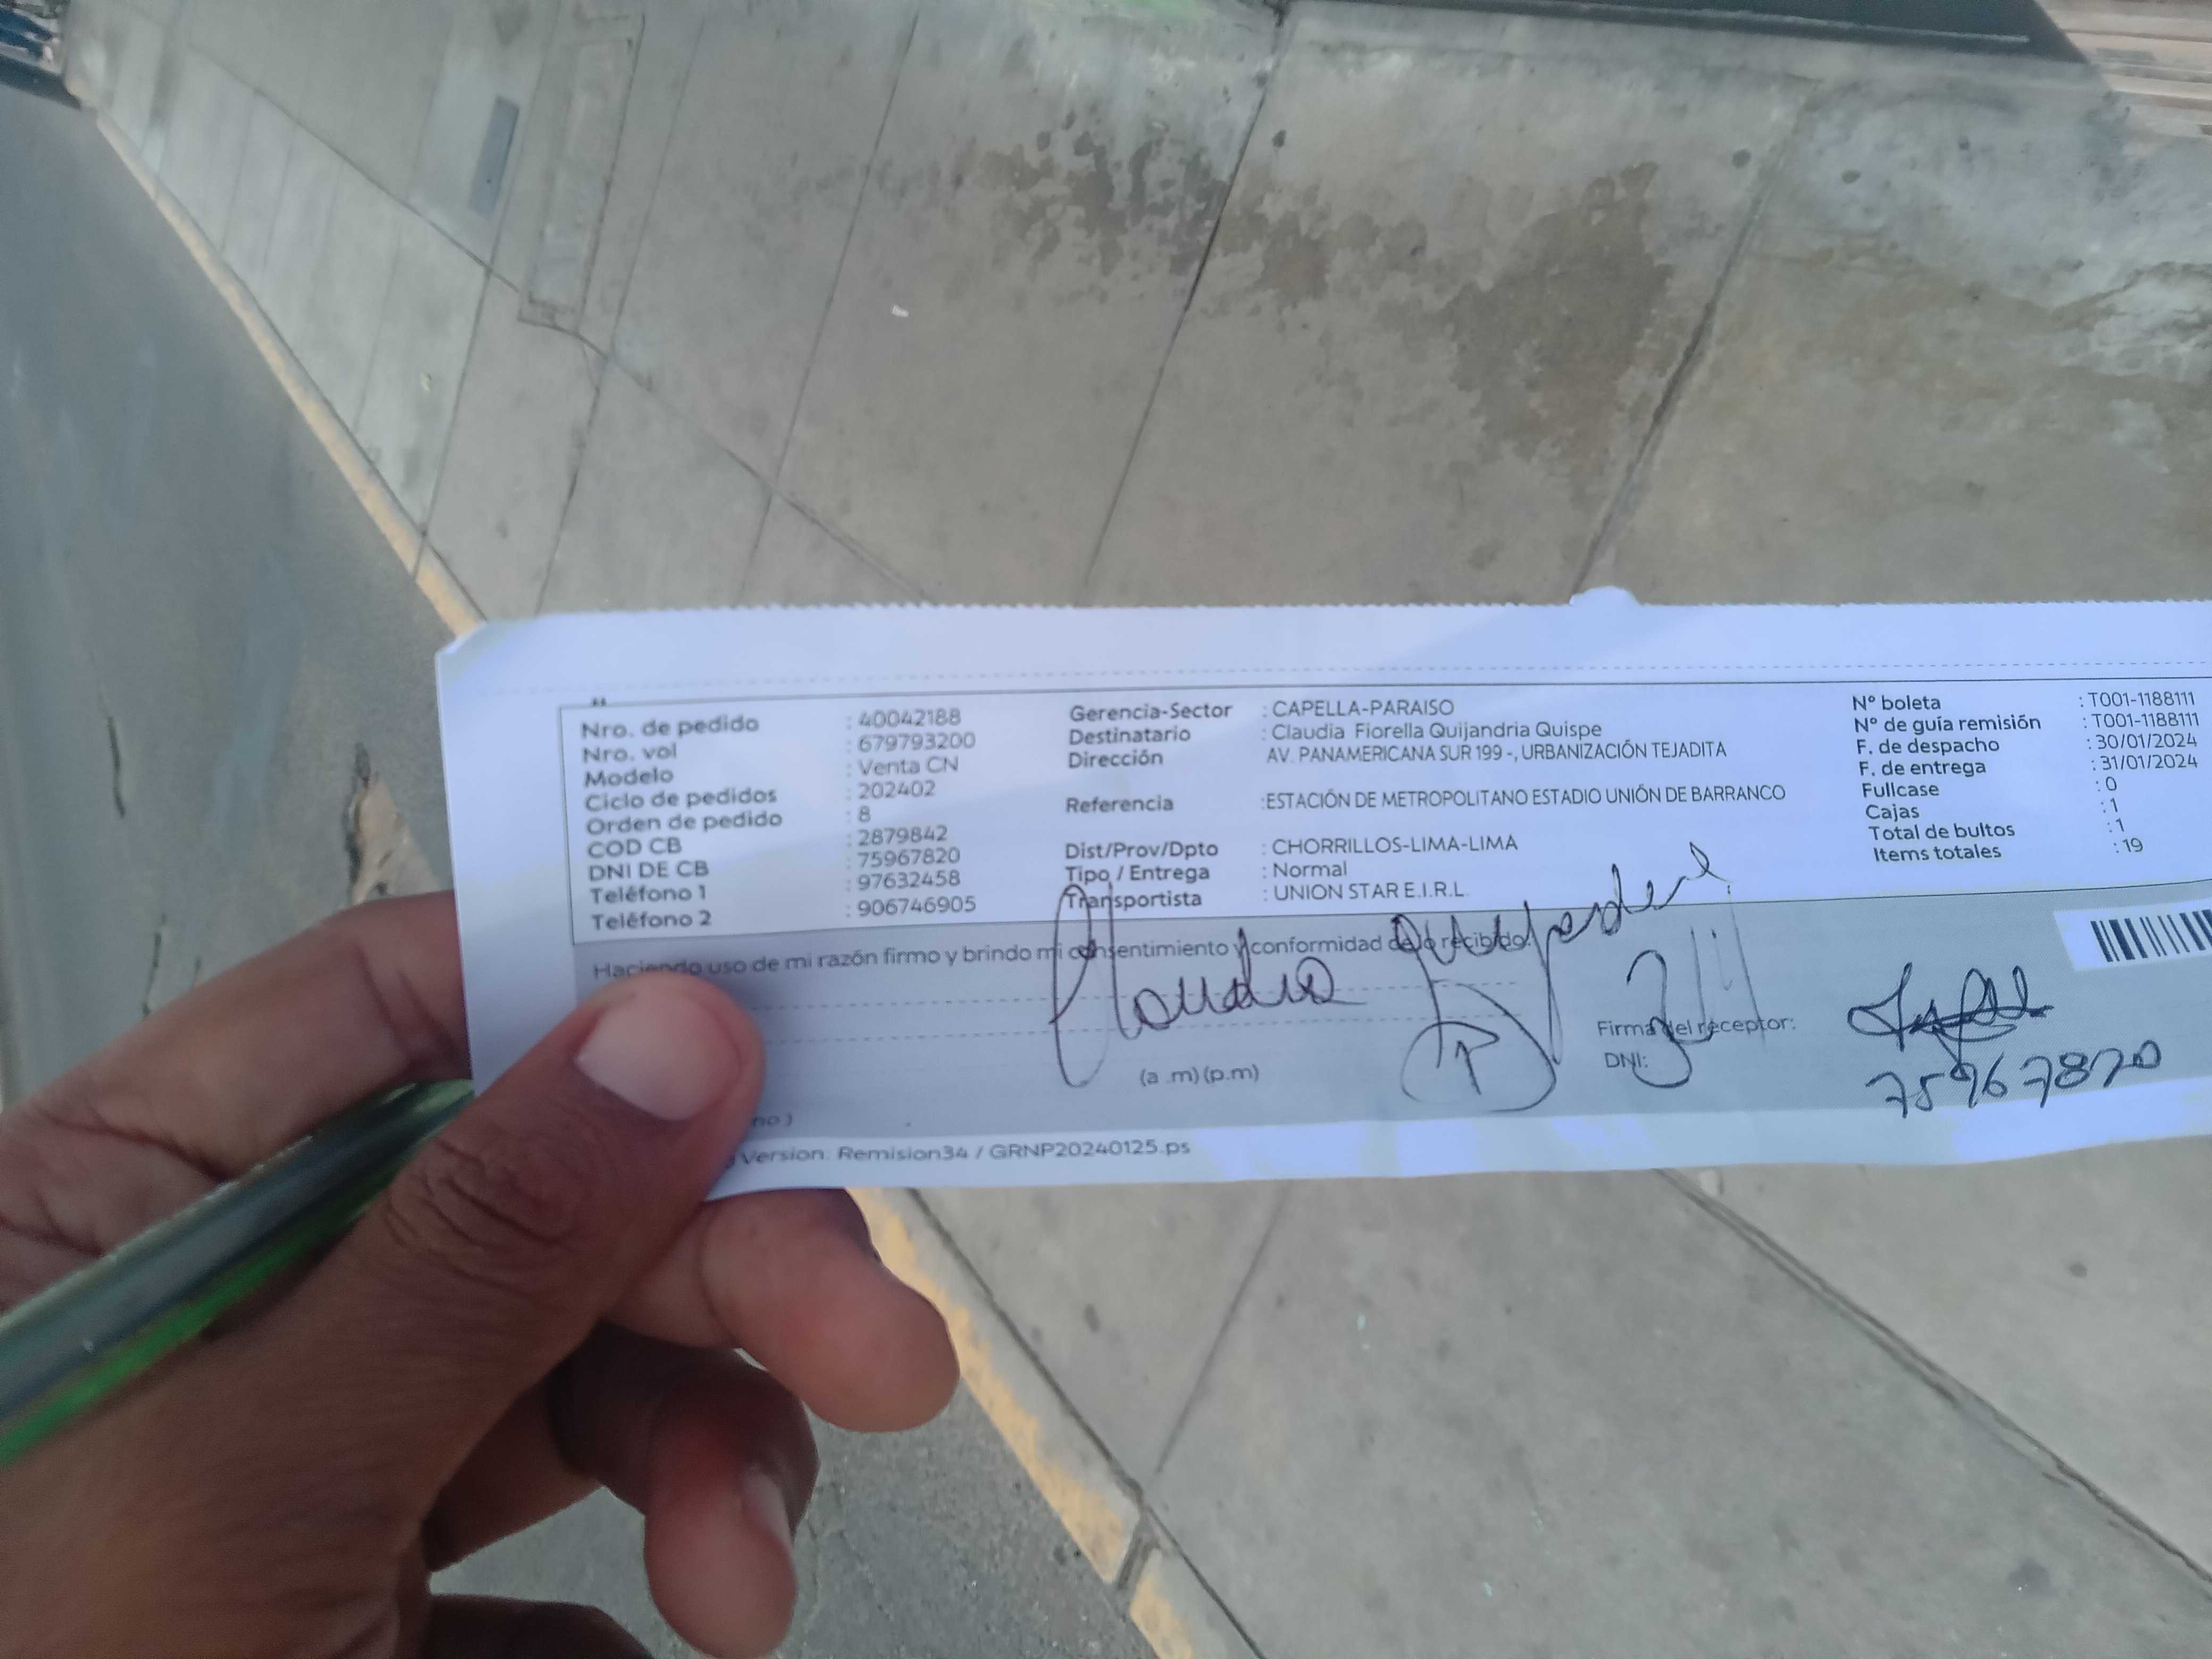 Nro. de pedido : 40042188
Nro. vol : 679793200
Modelo : Venta CN
Ciclo de pedidos : 202402
Orden de pedido : 8
COD CB : 2879842
DNI DE CB : 75967820
Teléfono 1 : 97632458
Teléfono 2 : 906746905
Gerencia-Sector : CAPELLA-PARAISO
Destinatario : Claudia Fiorella Quijandria Quispe
Dirección AV. PANAMERICANA SUR 199 -, URBANIZACIÓN TEJADITA
Referencia :ESTACIÓN DE METROPOLITANO ESTADIO UNIÓN DE BARRANCO
Dist/Prov/Dpto : CHORRILLOS-LIMA-LIMA
Tipo / Entrega : Normal
Transportista : UNION STAR E.I.R.L.
Nº boleta : T001-1188111
Nº de guía remisión : T001-1188111
F. de despacho : 30/01/2024
F. de entrega : 31/01/2024
Fullcase : 0
Cajas : 1
Total de bultos : 1
Items totales : 19
Haciendo uso de mi razón firmo y brindo mi consentimiento y conformidad de lo recibido.
Claudia
Firma del receptor:
(a .m) (p.m)
DNI: 75967820
no )
Version: Remision34 / GRNP20240125.ps